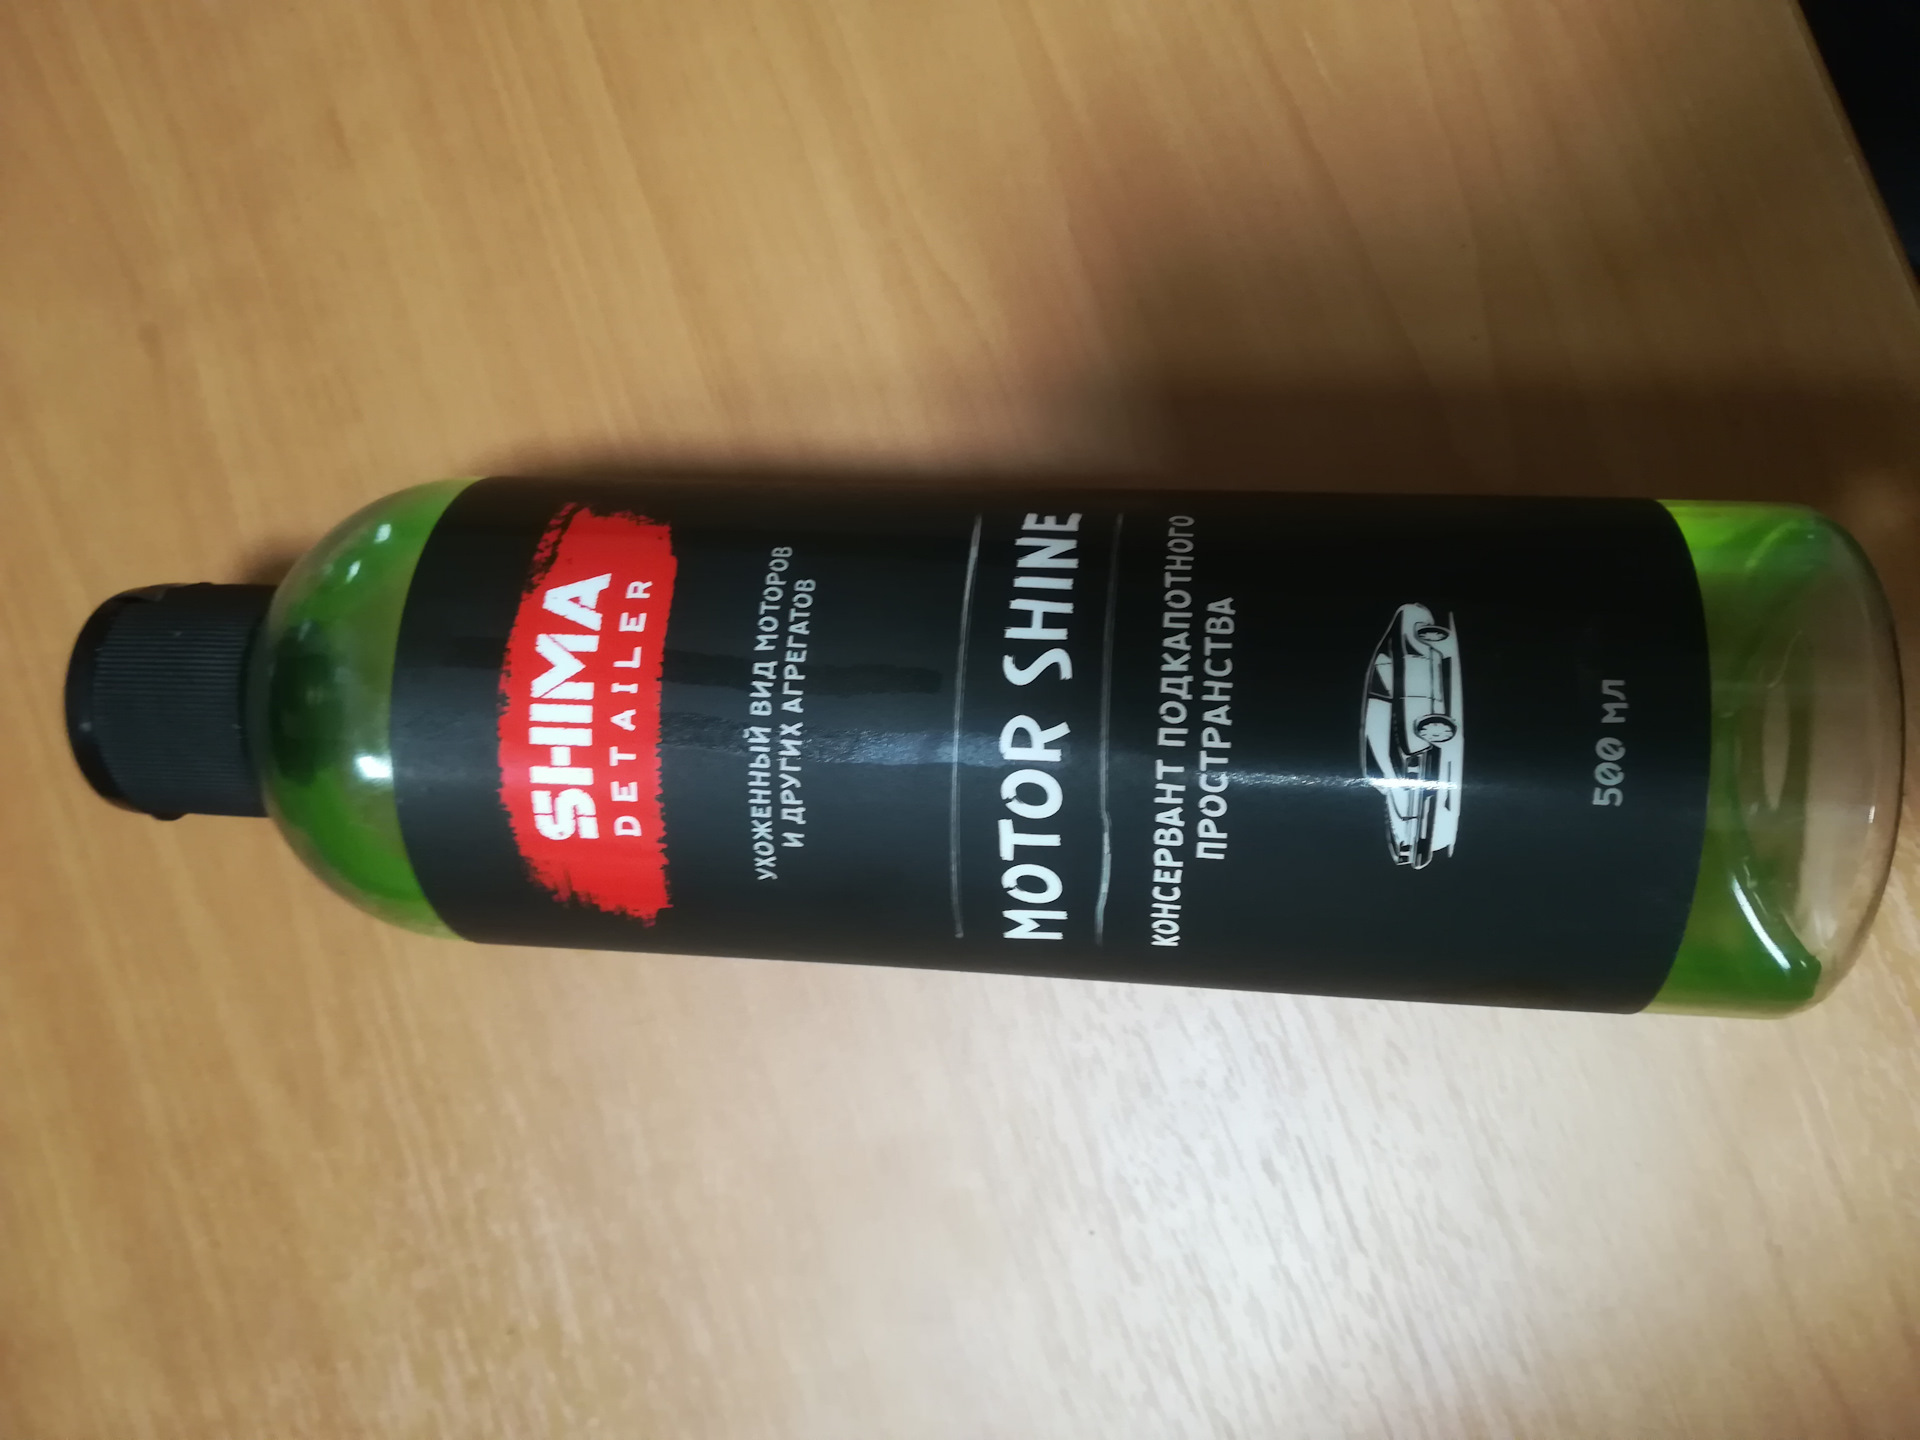 SHIMA
DETAILER
УХОЖЕННЫЙ ВИД МОТОРОВ
И ДРУГИХ АГРЕГАТОВ
MOTOR SHINE
КОНСЕРВАНТ ПОДКАПОТНОГО
ПРОСТРАНСТВА
500 МЛ